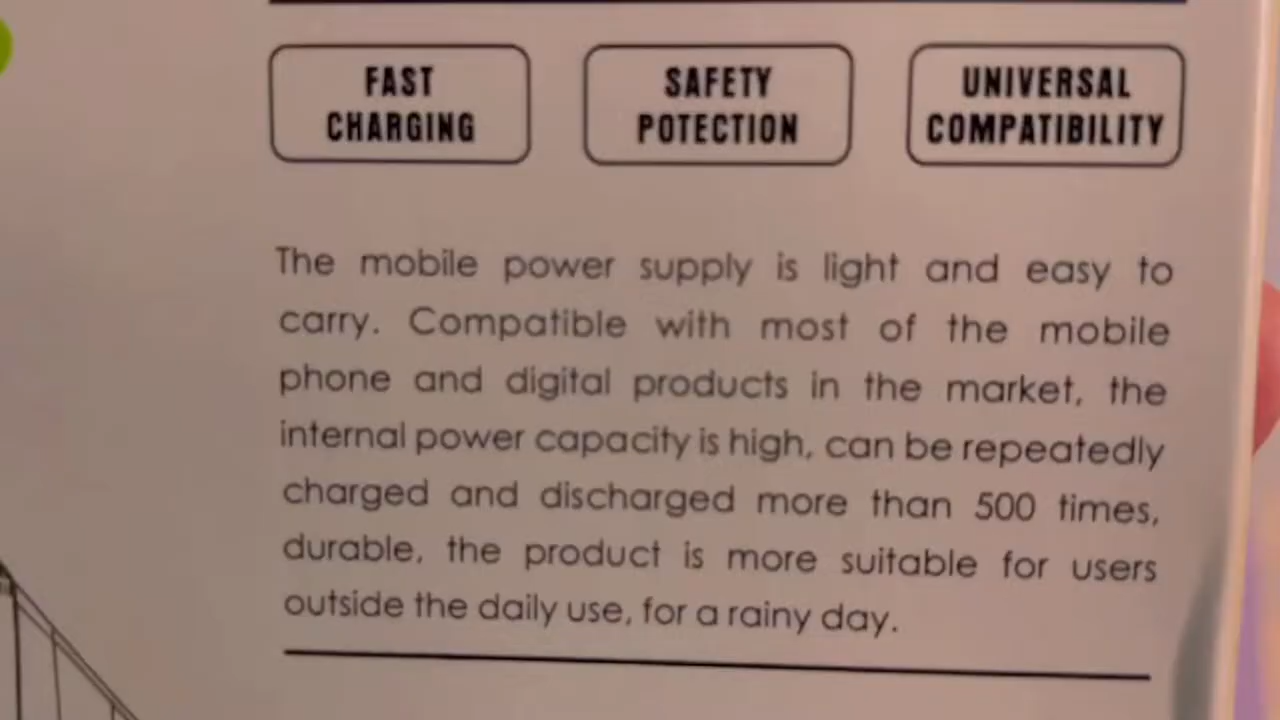 FAST
CHARGING
SAFETY
POTECTION
UNIVERSAL
COMPATIBILITY
The mobile power supply is light and easy to
carry. Compatible with most of the mobile
phone and digital products in the market, the
internal power capacity is high, can be repeatedly
charged and discharged more than 500 times,
durable, the product is more suitable for users
outside the daily use, for a rainy day.